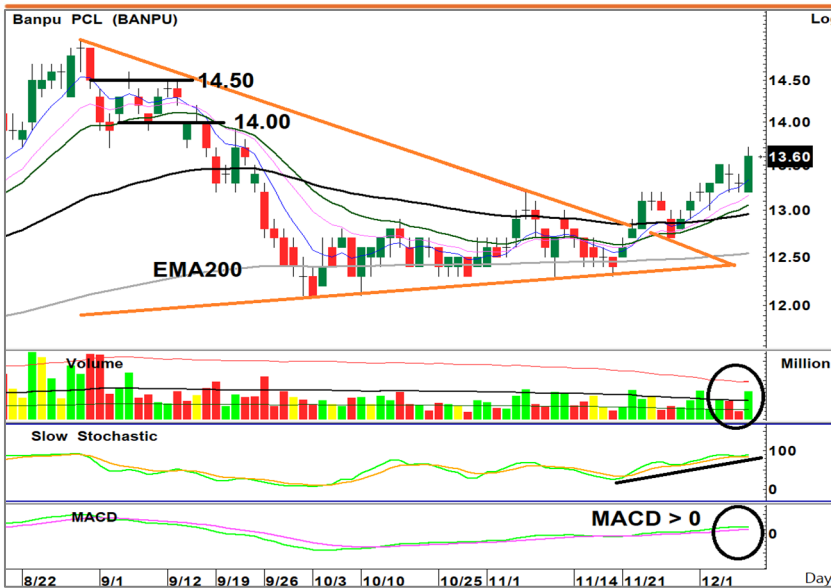 Banpu PCL (BANPU)
Lo
14.50
14.50
14.00
14.00
13.60
13.00
EMA200
12.50
12.00
Volume
Million
Slow Stochastic
100
0
MACD
MACD > 0
0
8/22
9/1
9/12
9/19
9/26
10/3
10/10
10/25
11/1
11/14
11/21
12/1
Day